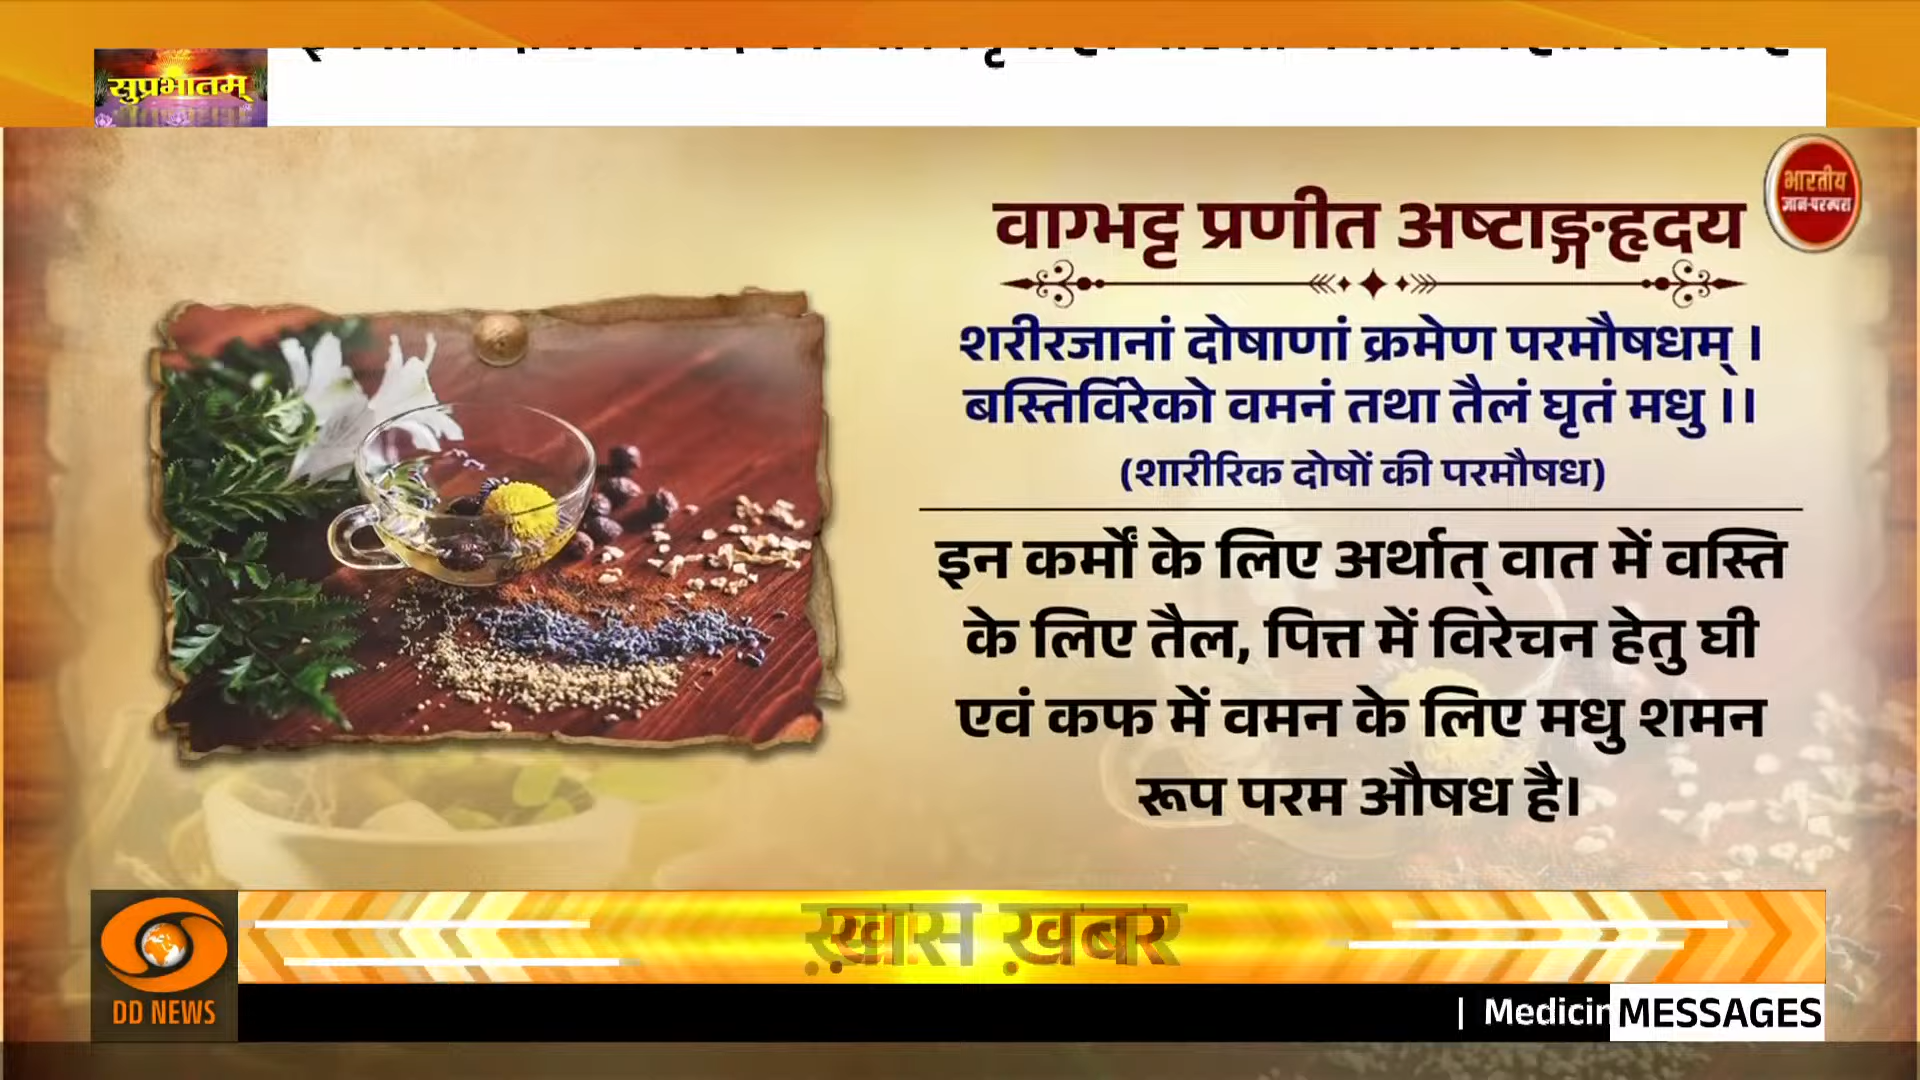 सुप्रभातम्
भारतीय
ज्ञान-परम्परा
वाग्भट्ट प्रणीत अष्टाङ्गहृदय
शरीरजानां दोषाणां क्रमेण परमौषधम् ।
बस्तिर्विरेको वमनं तथा तैलं घृतं मधु ।।
(शारीरिक दोषों की परमौषध)
इन कर्मों के लिए अर्थात् वात में वस्ति
के लिए तैल, पित्त में विरेचन हेतु घी
एवं कफ में वमन के लिए मधु शमन
रूप परम औषध है।
ख़ास ख़बर
DD NEWS
| Medicin
MESSAGES